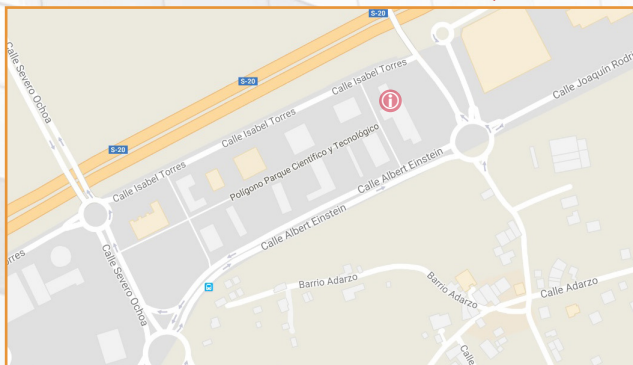 S-20
S-20
S-20
Calle Severo Ochoa
Calle Isabel Torres
Calle Isabel Torres
Calle Isabel Torres
Calle Joaquín Rodr
Polígono Parque Científico y Tecnológico
Calle Albert Einstein
Calle Albert Einstein
orres
Calle Severo Ochoa
Barrio Adarzo
Barrio Adarzo
Calle Adarzo
Calle